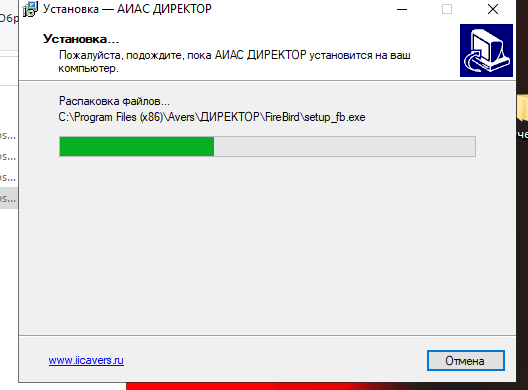 Обр
Установка — АИАС ДИРЕКТОР
Установка...
Пожалуйста, подождите, пока АИАС ДИРЕКТОР установится на ваш
компьютер.
Распаковка файлов...
C:\Program Files (x86)\Avers\ДИРЕКТОР\FireBird\setup_fb.exe
os...
os...
os...
os...
www.iicavers.ru
Отмена